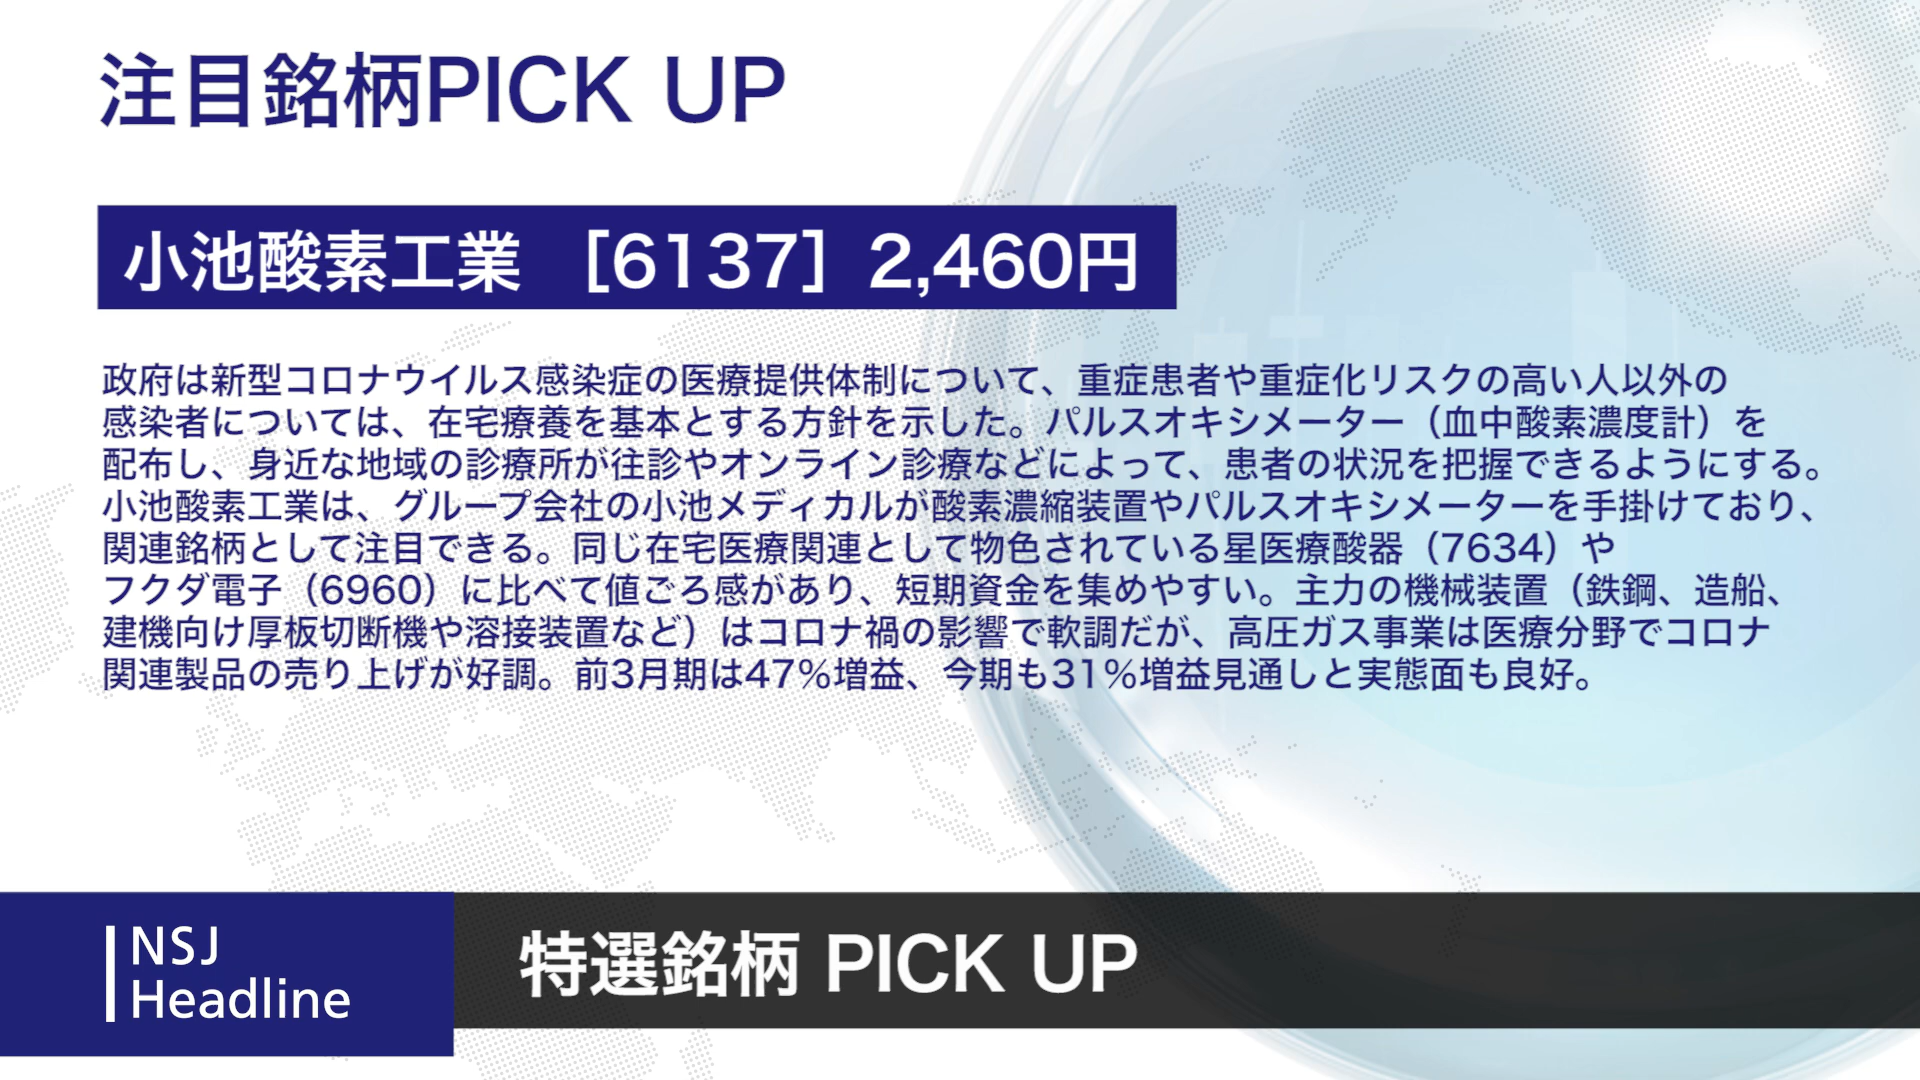 注目銘柄PICK UP
小池酸素工業 ［6137］2,460円
政府は新型コロナウイルス感染症の医療提供体制について、重症患者や重症化リスクの高い人以外の
感染者については、在宅療養を基本とする方針を示した。パルスオキシメーター（血中酸素濃度計）を
配布し、身近な地域の診療所が往診やオンライン診療などによって、患者の状況を把握できるようにする。
小池酸素工業は、グループ会社の小池メディカルが酸素濃縮装置やパルスオキシメーターを手掛けており、
関連銘柄として注目できる。同じ在宅医療関連として物色されている星医療酸器（7634）や
フクダ電子（6960）に比べて値ごろ感があり、短期資金を集めやすい。主力の機械装置（鉄鋼、造船、
建機向け厚板切断機や溶接装置など）はコロナ禍の影響で軟調だが、高圧ガス事業は医療分野でコロナ
関連製品の売り上げが好調。前3月期は47％増益、今期も31％増益見通しと実態面も良好。
NSJ
Headline
特選銘柄 PICK UP